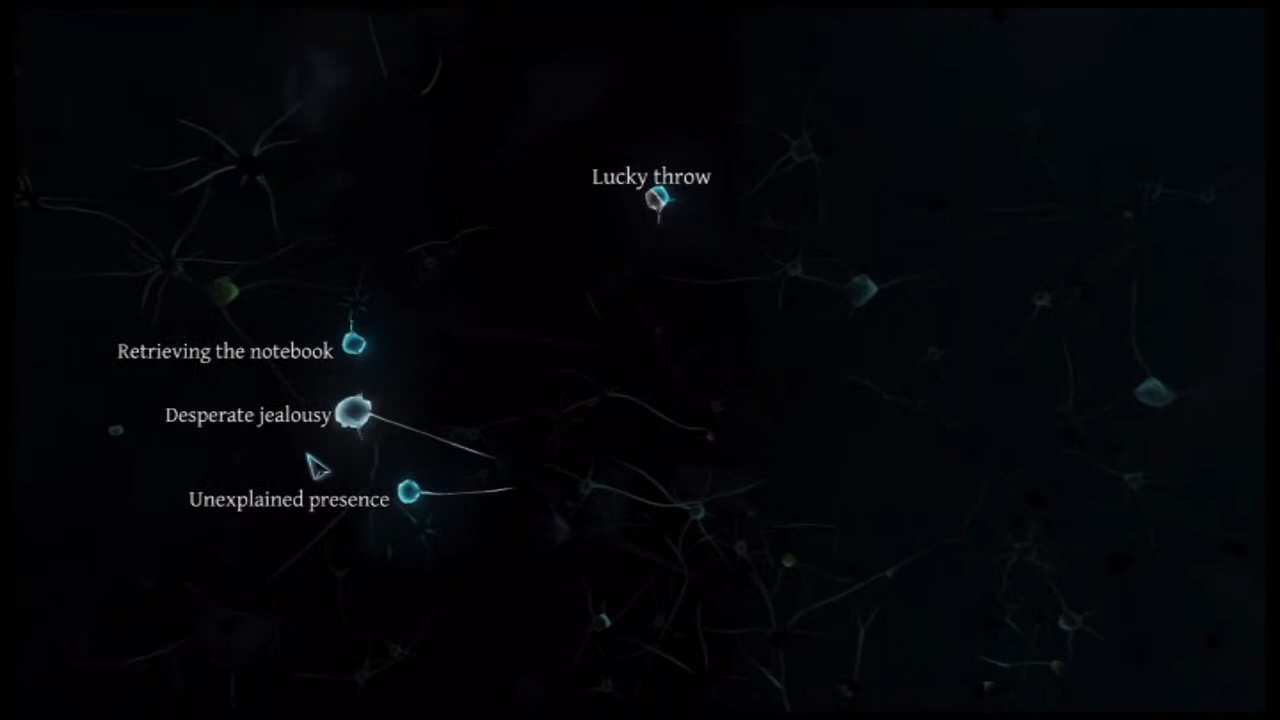 Lucky throw
Retrieving the notebook
Desperate jealousy
Unexplained presence